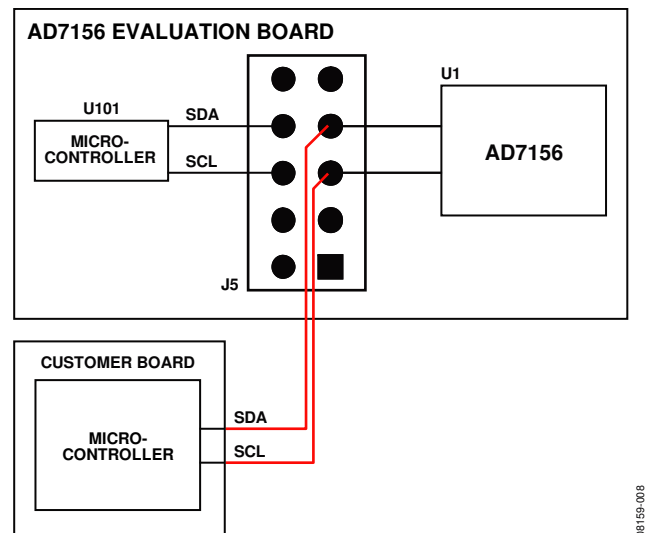 AD7156 EVALUATION BOARD
U101
MICRO-
CONTROLLER
SDA
SCL
J5
U1
AD7156
CUSTOMER BOARD
MICRO-
CONTROLLER
SDA
SCL
08159-008